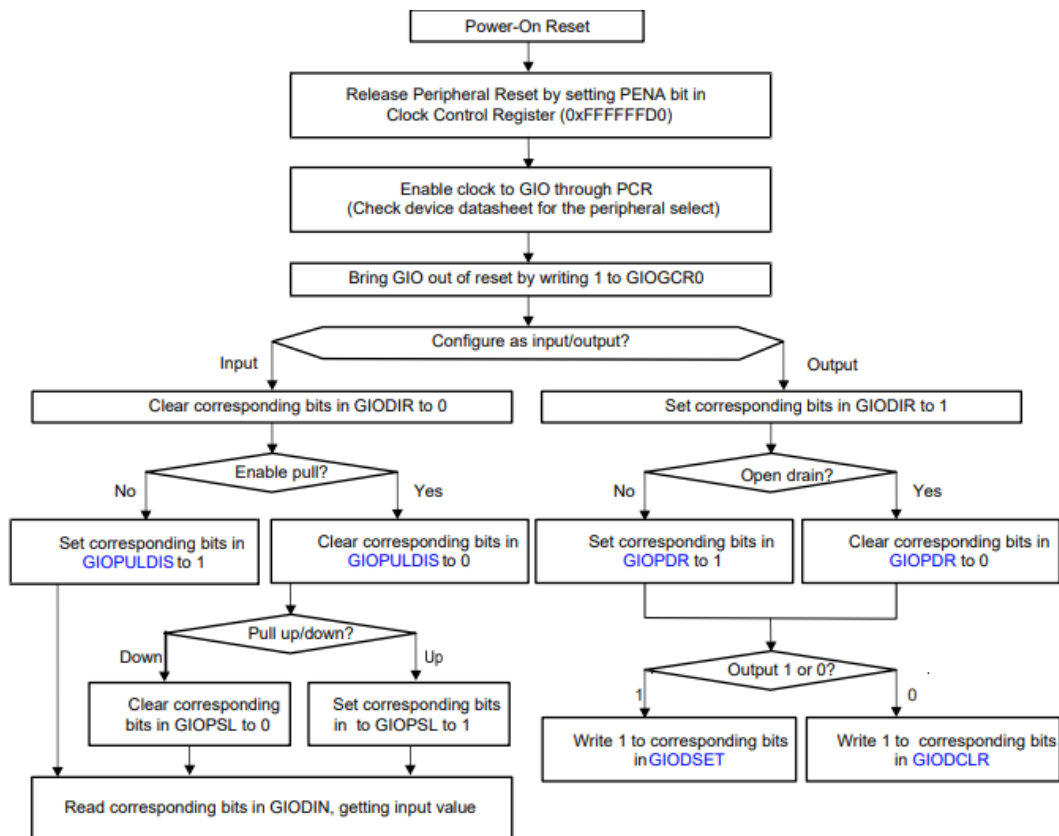 Power-On Reset
Release Peripheral Reset by setting PENA bit in
Clock Control Register (0xFFFFFFD0)
Enable clock to GIO through PCR
(Check device datasheet for the peripheral select)
Bring GIO out of reset by writing 1 to GIOGCR0
Configure as input/output?
Input
Output
Clear corresponding bits in GIODIR to 0
Set corresponding bits in GIODIR to 1
Enable pull?
Open drain?
No
Yes
No
Yes
Set corresponding bits in
GIOPULDIS to 1
Clear corresponding bits in
GIOPULDIS to 0
Set corresponding bits in
GIOPDR to 1
Clear corresponding bits in
GIOPDR to 0
Pull up/down?
Down
Up
Output 1 or 0?
1
0
Clear corresponding
bits in GIOPSL to 0
Set corresponding bits
in to GIOPSL to 1
Write 1 to corresponding bits
in GIODSET
Write 1 to corresponding bits
in GIODCLR
Read corresponding bits in GIODIN, getting input value